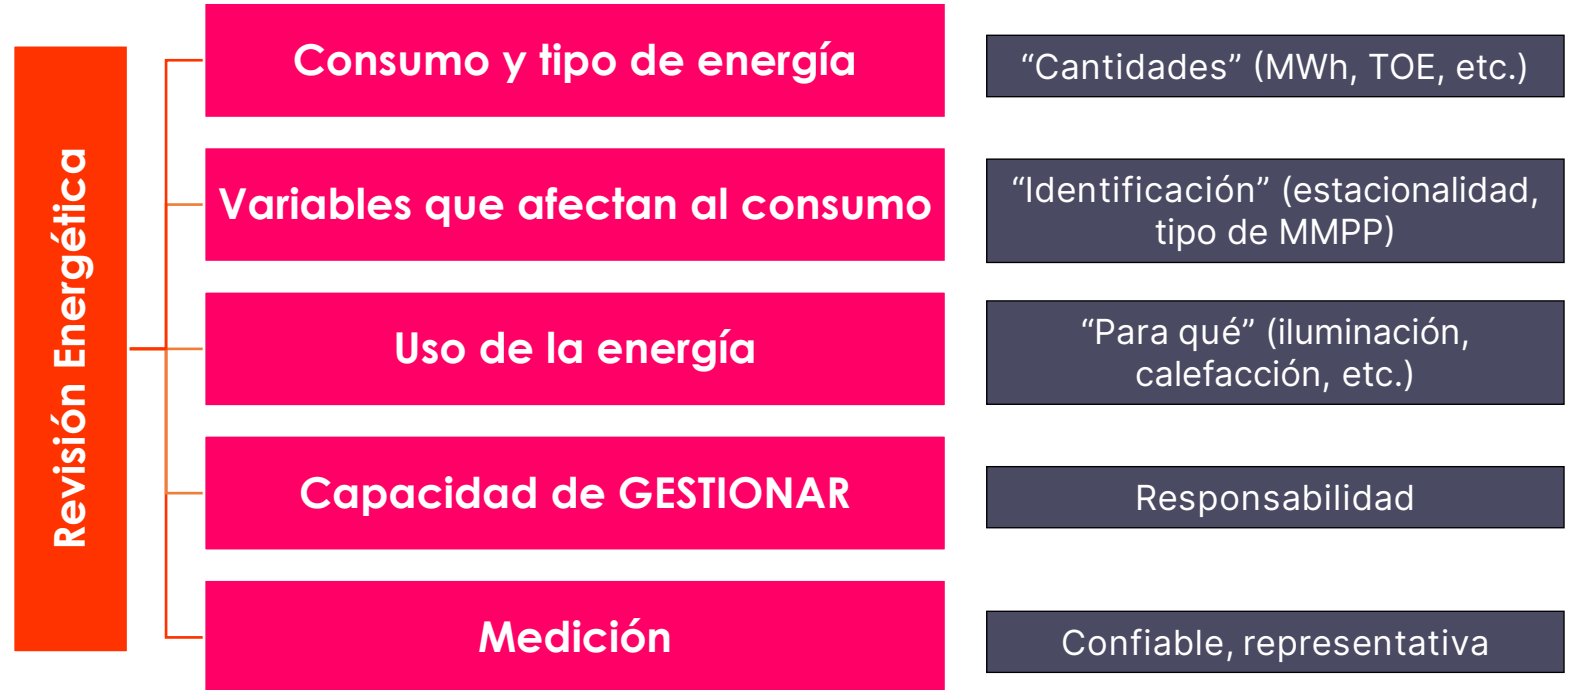 Revisión Energética
Consumo y tipo de energía
“Cantidades” (MWh, TOE, etc.)
Variables que afectan al consumo
“Identificación” (estacionalidad,
tipo de MMPP)
Uso de la energía
“Para qué” (iluminación,
calefacción, etc.)
Capacidad de GESTIONAR
Responsabilidad
Medición
Confiable, representativa